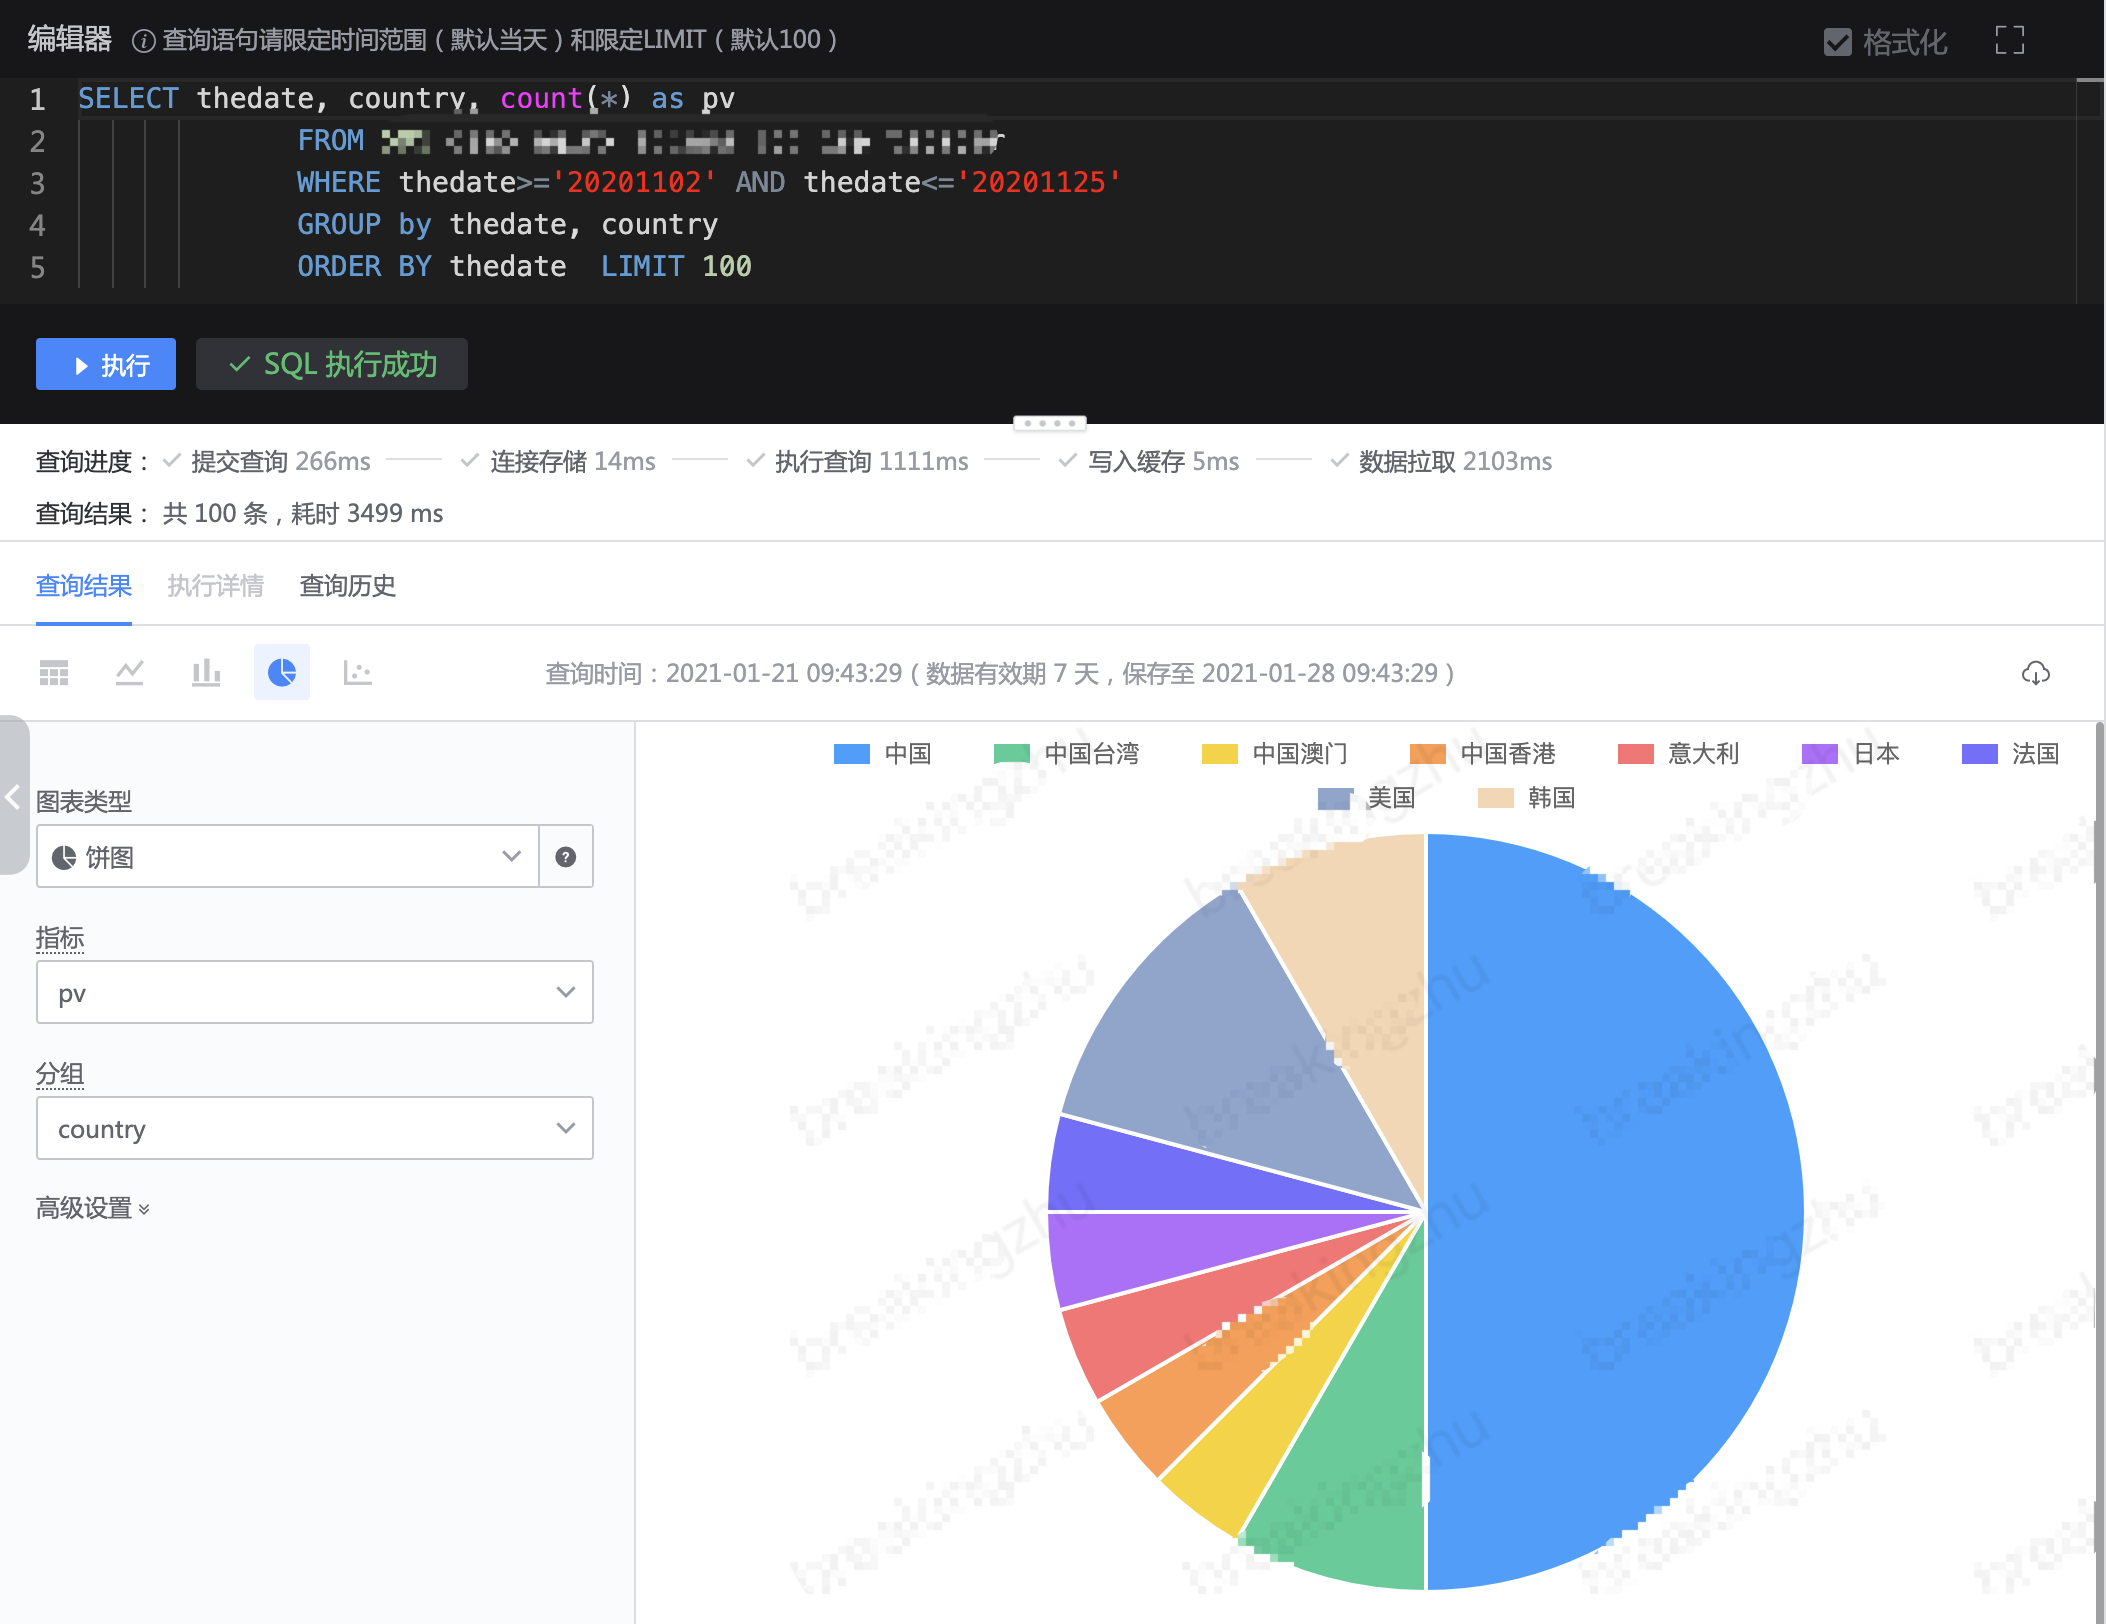 编辑器 查询语句请限定时间范围（默认当天）和限定LIMIT（默认100） 格式化
1 SELECT thedate, country, count(*) as pv
2 FROM
3 WHERE thedate>='20201102' AND thedate<='20201125'
4 GROUP by thedate, country
5 ORDER BY thedate LIMIT 100
执行 SQL 执行成功
查询进度： 提交查询 266ms 连接存储 14ms 执行查询 1111ms 写入缓存 5ms 数据拉取 2103ms
查询结果： 共 100 条，耗时 3499 ms
查询结果 执行详情 查询历史
查询时间：2021-01-21 09:43:29（数据有效期 7 天，保存至 2021-01-28 09:43:29）
中国 中国台湾 中国澳门 中国香港 意大利 日本 法国
美国 韩国
图表类型
饼图
指标
pv
分组
country
高级设置